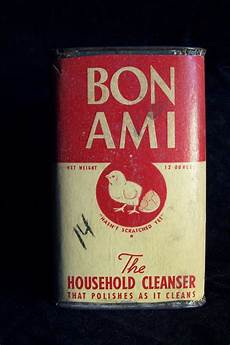 BON
AMI
NET WEIGHT 12 OUNCES
"HASN'T SCRATCHED YET"
14
The
HOUSEHOLD CLEANSER
THAT POLISHES AS IT CLEANS